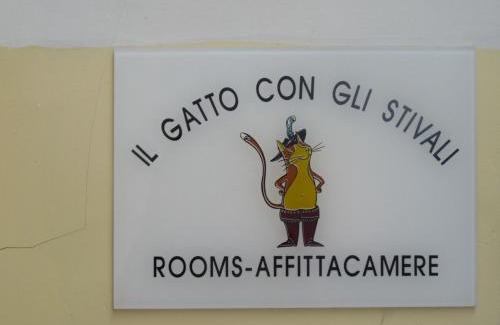 IL GATTO CON GLI STIVALI
ROOMS-AFFITTACAMERE